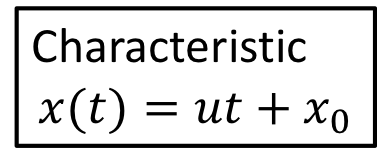 Characteristic
x(t) = ut + x₀